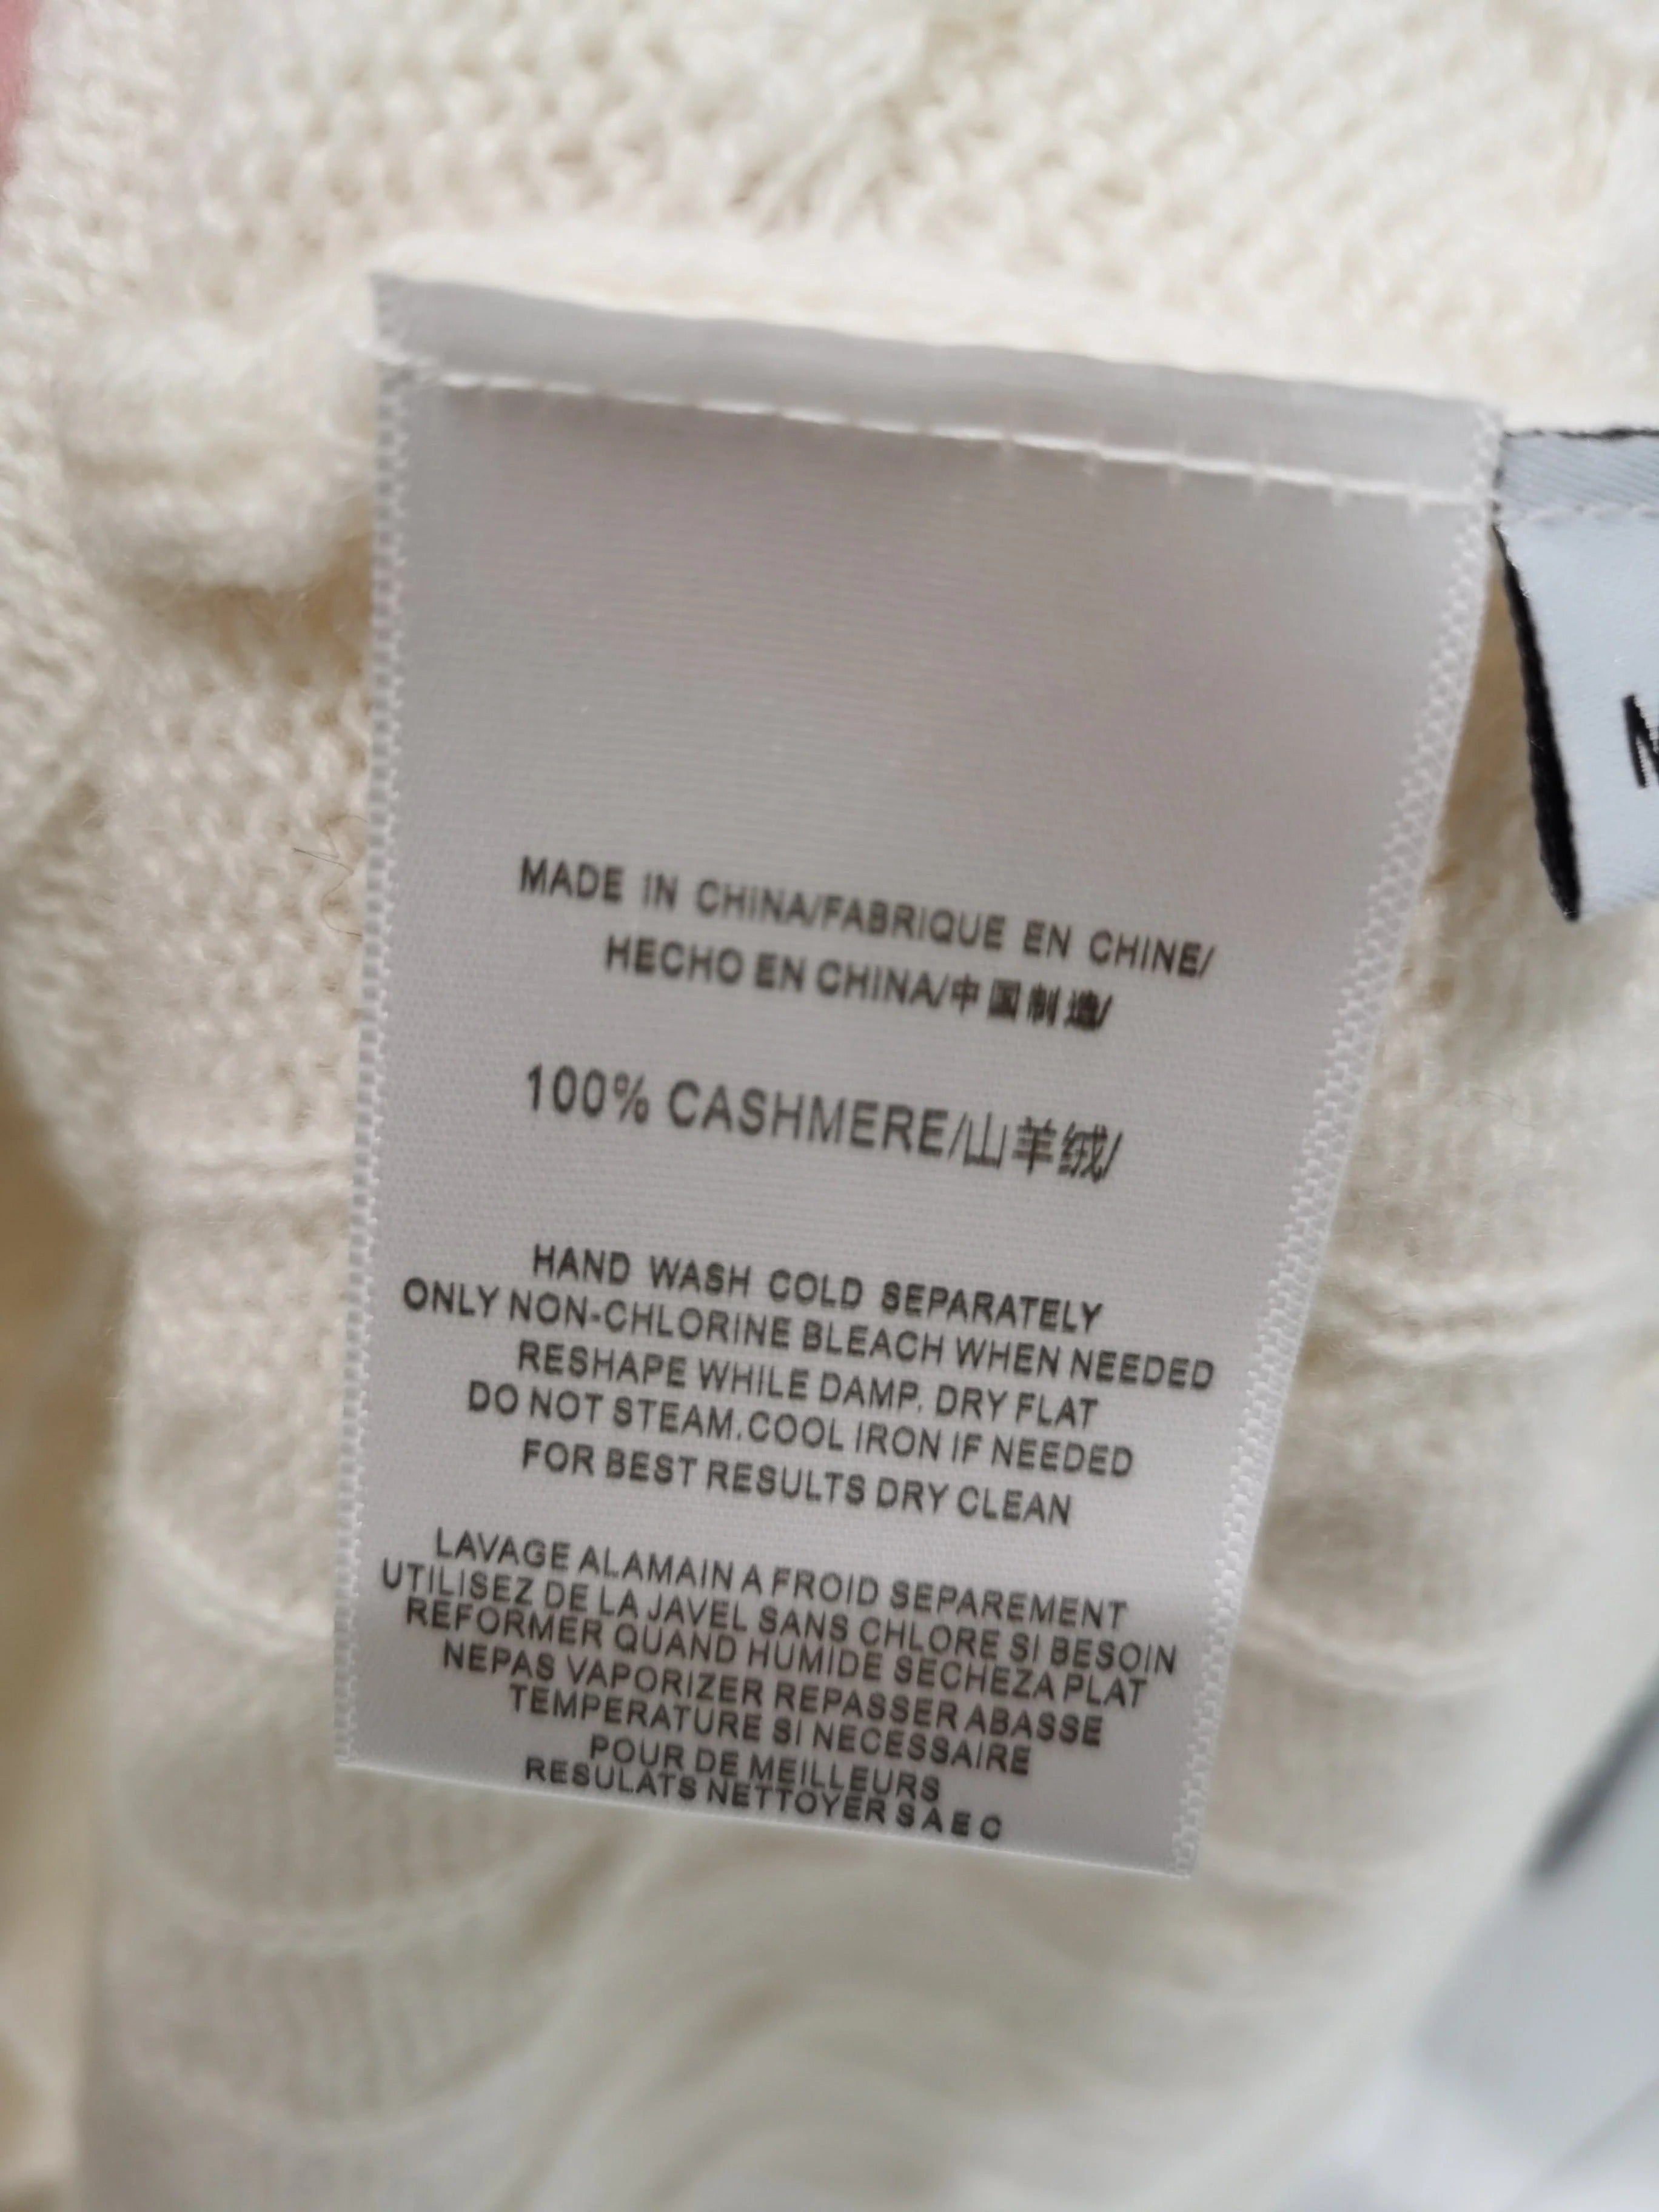 MADE IN CHINA/FABRIQUE EN CHINE/
HECHO EN CHINA/中国制造/
100% CASHMERE/山羊绒/
HAND WASH COLD SEPARATELY
ONLY NON-CHLORINE BLEACH WHEN NEEDED
RESHAPE WHILE DAMP. DRY FLAT
DO NOT STEAM.COOL IRON IF NEEDED
FOR BEST RESULTS DRY CLEAN
LAVAGE ALAMAIN A FROID SEPAREMENT
UTILISEZ DE LA JAVEL SANS CHLORE SI BESOIN
REFORMER QUAND HUMIDE SECHEZA PLAT
NEPAS VAPORIZER REPASSER ABASSE
TEMPERATURE SI NECESSAIRE
POUR DE MEILLEURS
RESULATS NETTOYER SAEC